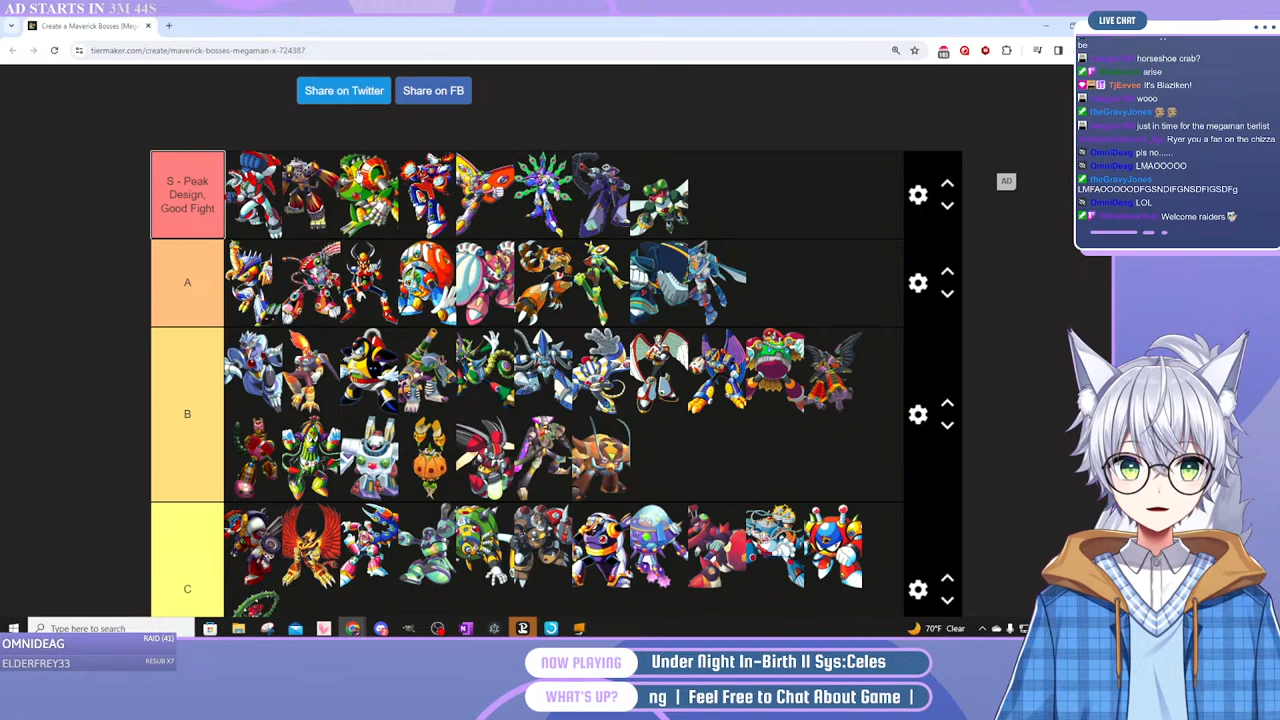 AD STARTS IN 3M 44S
Create a Maverick Bosses (Meg
tiermaker.com/create/maverick-bosses-megaman-x-724387
Share on Twitter
Share on FB
AD
S - Peak
Design,
Good Fight
A
B
C
LIVE CHAT
be
horseshoe crab?
arise
TjEevee It's Blaziken!
wooo
theGravyJones
just in time for the megaman tierlist
Ryer you a fan on the chizza
OmniDeag pls no......
OmniDeag LMAOOOOO
theGravyJones
LMFAOOOOODFGSNDIFGNSDFIGSDFg
OmniDeag LOL
Welcome raiders
Type here to search
70°F Clear
OMNIDEAG
RAID (41)
ELDERFREY33
RESUB X7
NOW PLAYING
Under Night In-Birth II Sys:Celes
WHAT'S UP?
ng | Feel Free to Chat About Game |